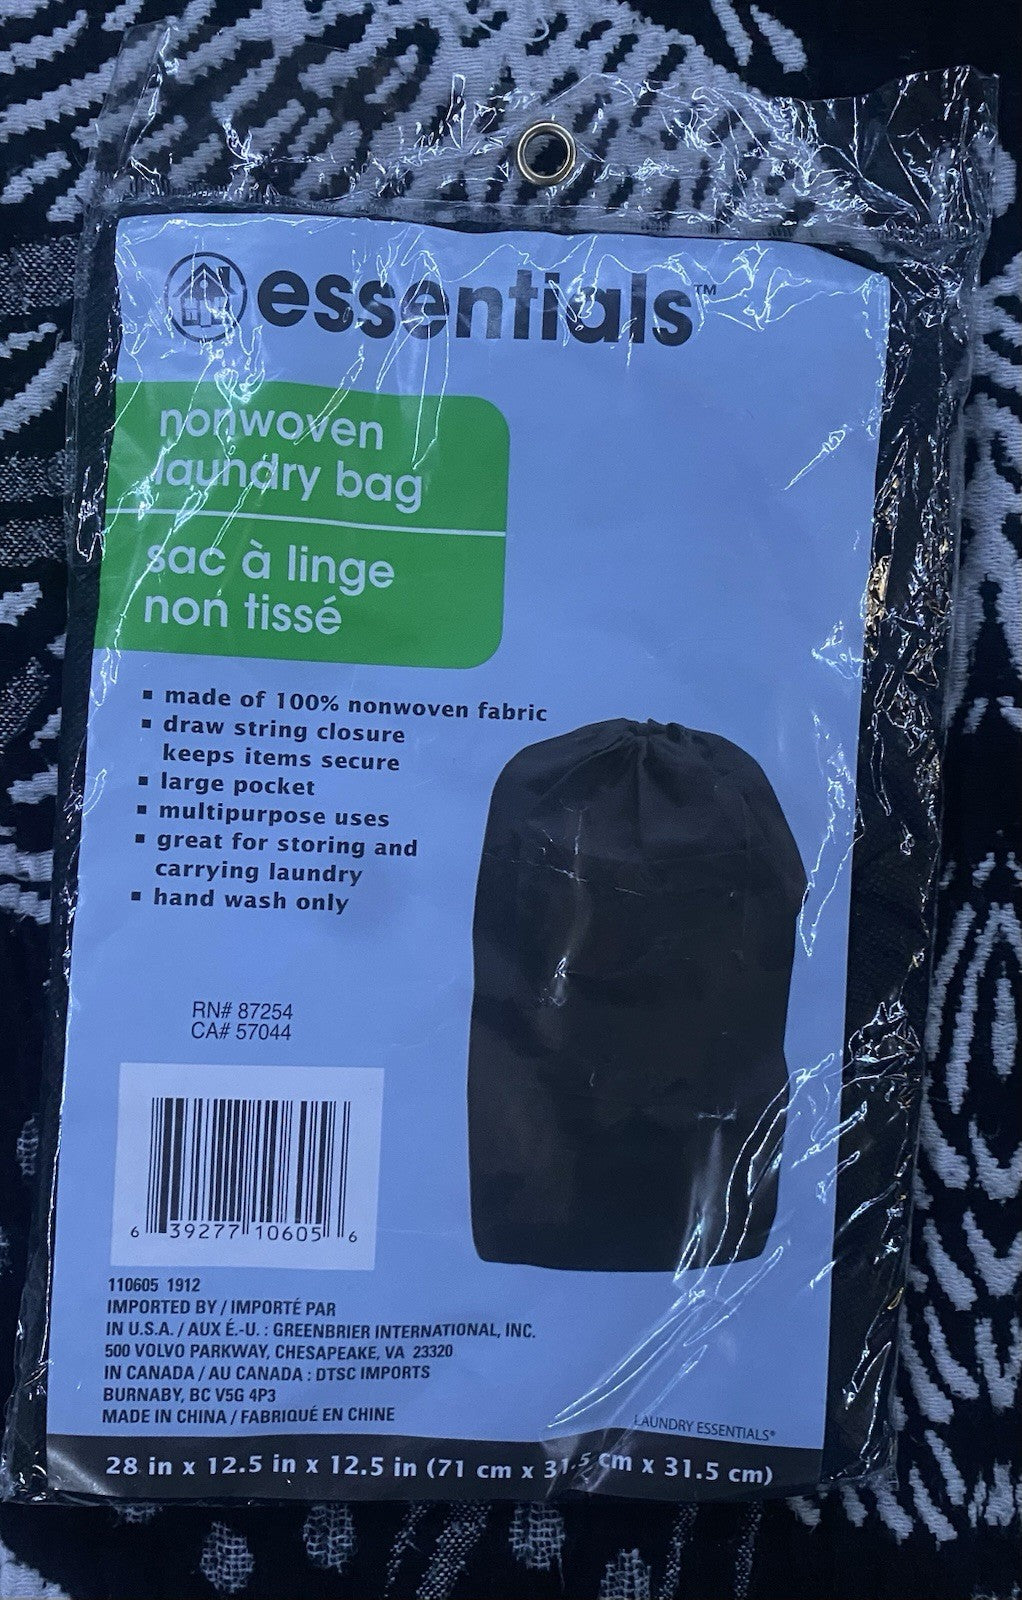 essentials™
nonwoven
laundry bag
sac à linge
non tissé
▪ made of 100% nonwoven fabric
▪ draw string closure
keeps items secure
▪ large pocket
▪ multipurpose uses
▪ great for storing and
carrying laundry
▪ hand wash only
RN# 87254
CA# 57044
6 39277 10605 6
110605 1912
IMPORTED BY / IMPORTÉ PAR
IN U.S.A. / AUX É.-U. : GREENBRIER INTERNATIONAL, INC.
500 VOLVO PARKWAY, CHESAPEAKE, VA 23320
IN CANADA / AU CANADA : DTSC IMPORTS
BURNABY, BC V5G 4P3
MADE IN CHINA / FABRIQUÉ EN CHINE
LAUNDRY ESSENTIALS®
28 in x 12.5 in x 12.5 in (71 cm x 31.5 cm x 31.5 cm)